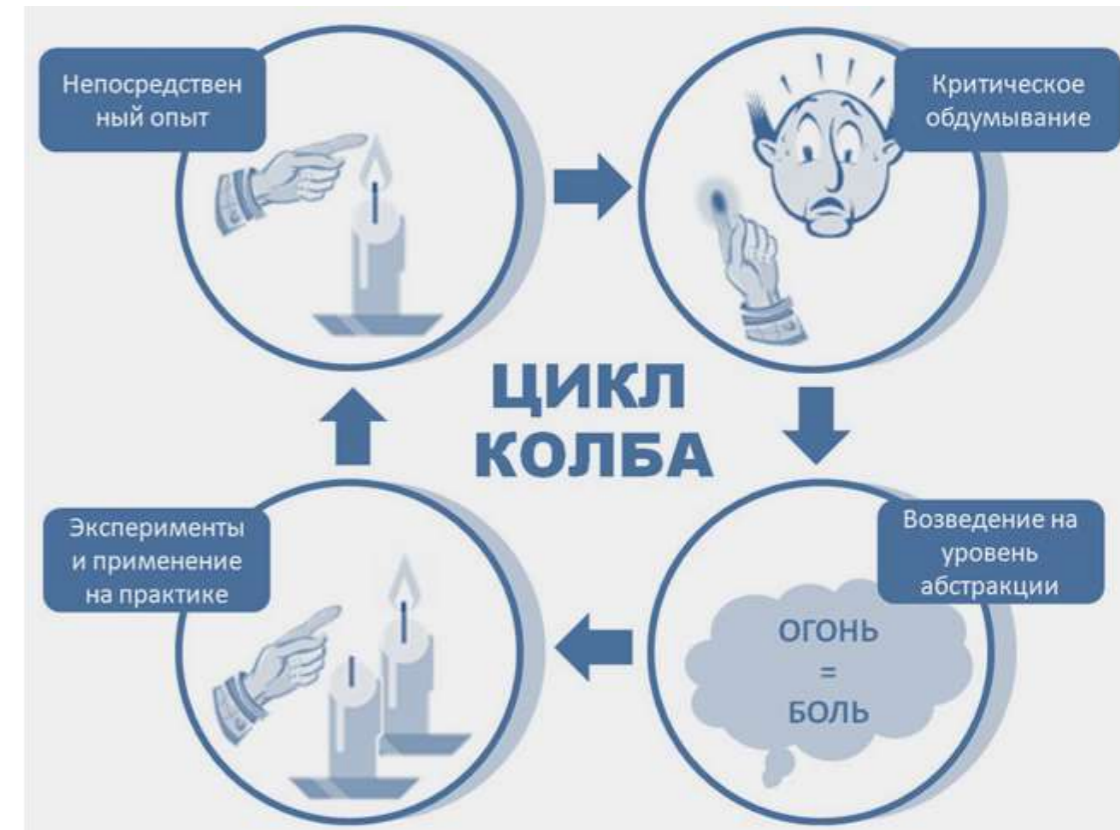 Непосредствен
ный опыт
Критическое
обдумывание
ЦИКЛ
КОЛБА
Эксперименты
и применение
на практике
Возведение на
уровень
абстракции
ОГОНЬ
=
БОЛЬ